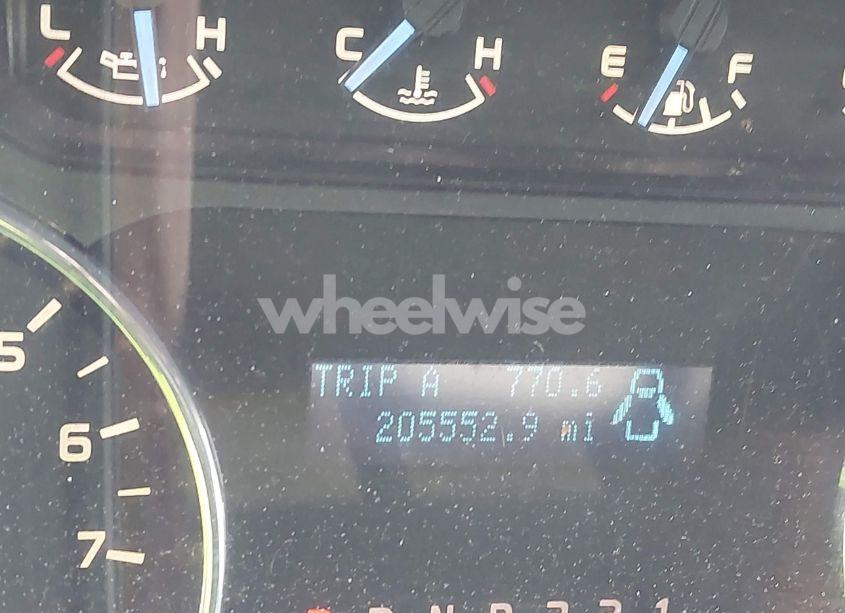 L H
C H
E F
wheelwise
5
TRIP A 770.6
205552.9 mi
6
7